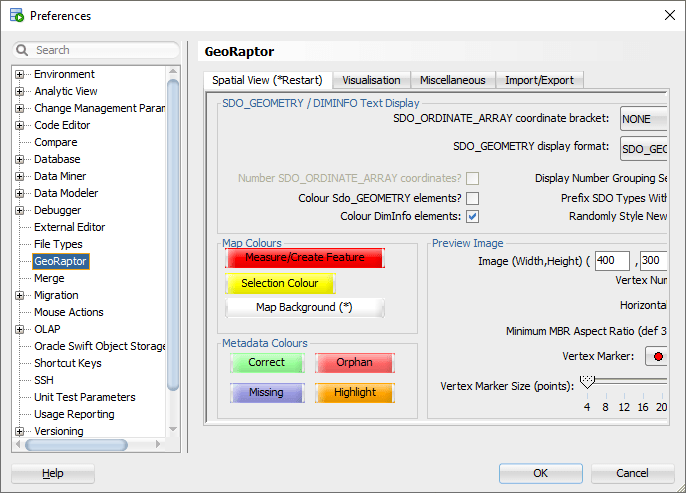 Preferences
Search
Environment
Analytic View
Change Management Param
Code Editor
Compare
Database
Data Miner
Data Modeler
Debugger
External Editor
File Types
GeoRaptor
Merge
Migration
Mouse Actions
OLAP
Oracle Swift Object Storage
Shortcut Keys
SSH
Unit Test Parameters
Usage Reporting
Versioning
GeoRaptor
Spatial View (*Restart) Visualisation Miscellaneous Import/Export
SDO_GEOMETRY / DIMINFO Text Display
SDO_ORDINATE_ARRAY coordinate bracket: NONE
SDO_GEOMETRY display format: SDO_GEO
Number SDO_ORDINATE_ARRAY coordinates? Display Number Grouping Se
Colour Sdo_GEOMETRY elements? Prefix SDO Types With
Colour DimInfo elements: Randomly Style New
Map Colours
Measure/Create Feature
Selection Colour
Map Background (*)
Metadata Colours
Correct Orphan
Missing Highlight
Preview Image
Image (Width,Height) ( 400 , 300
Vertex Num
Horizontal
Minimum MBR Aspect Ratio (def 3
Vertex Marker:
Vertex Marker Size (points):
4 8 12 16 20
Help OK Cancel